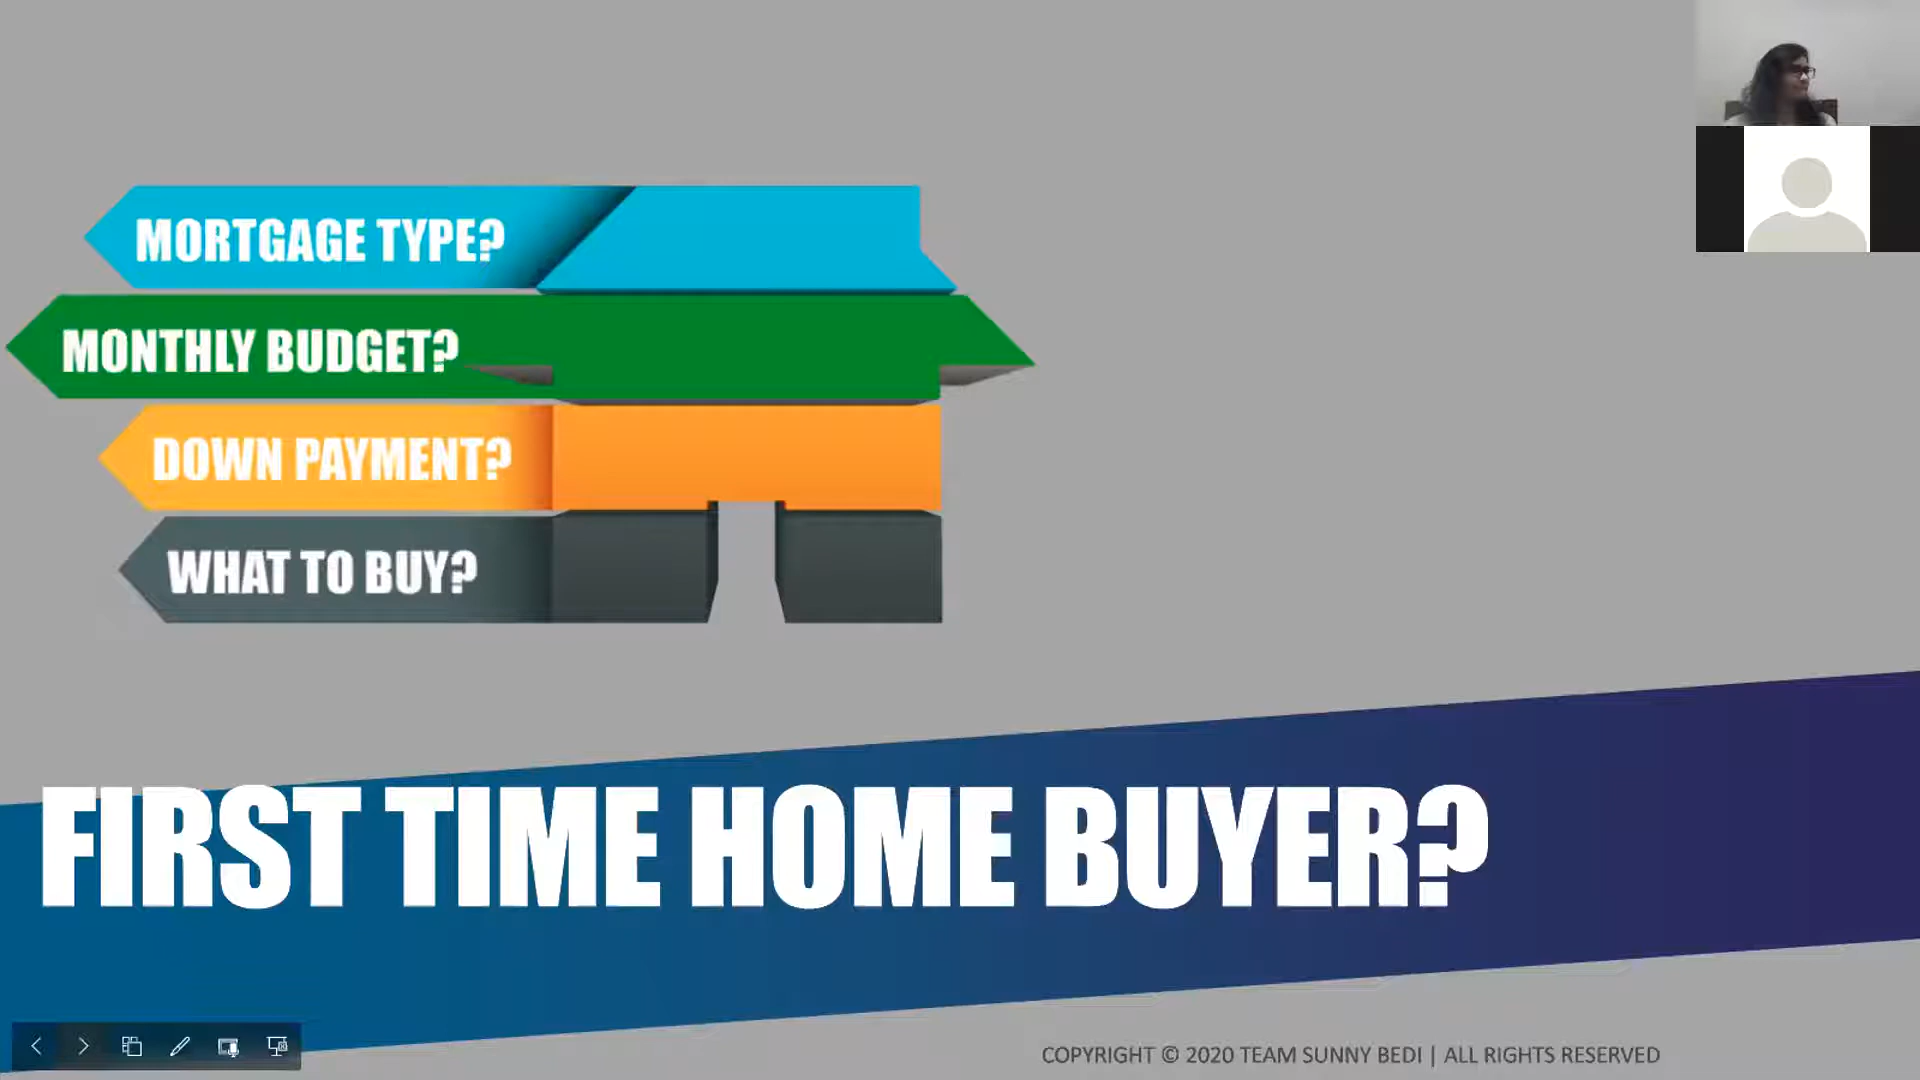 MORTGAGE TYPE?
MONTHLY BUDGET?
DOWN PAYMENT?
WHAT TO BUY?
FIRST TIME HOME BUYER?
COPYRIGHT © 2020 TEAM SUNNY BEDI | ALL RIGHTS RESERVED